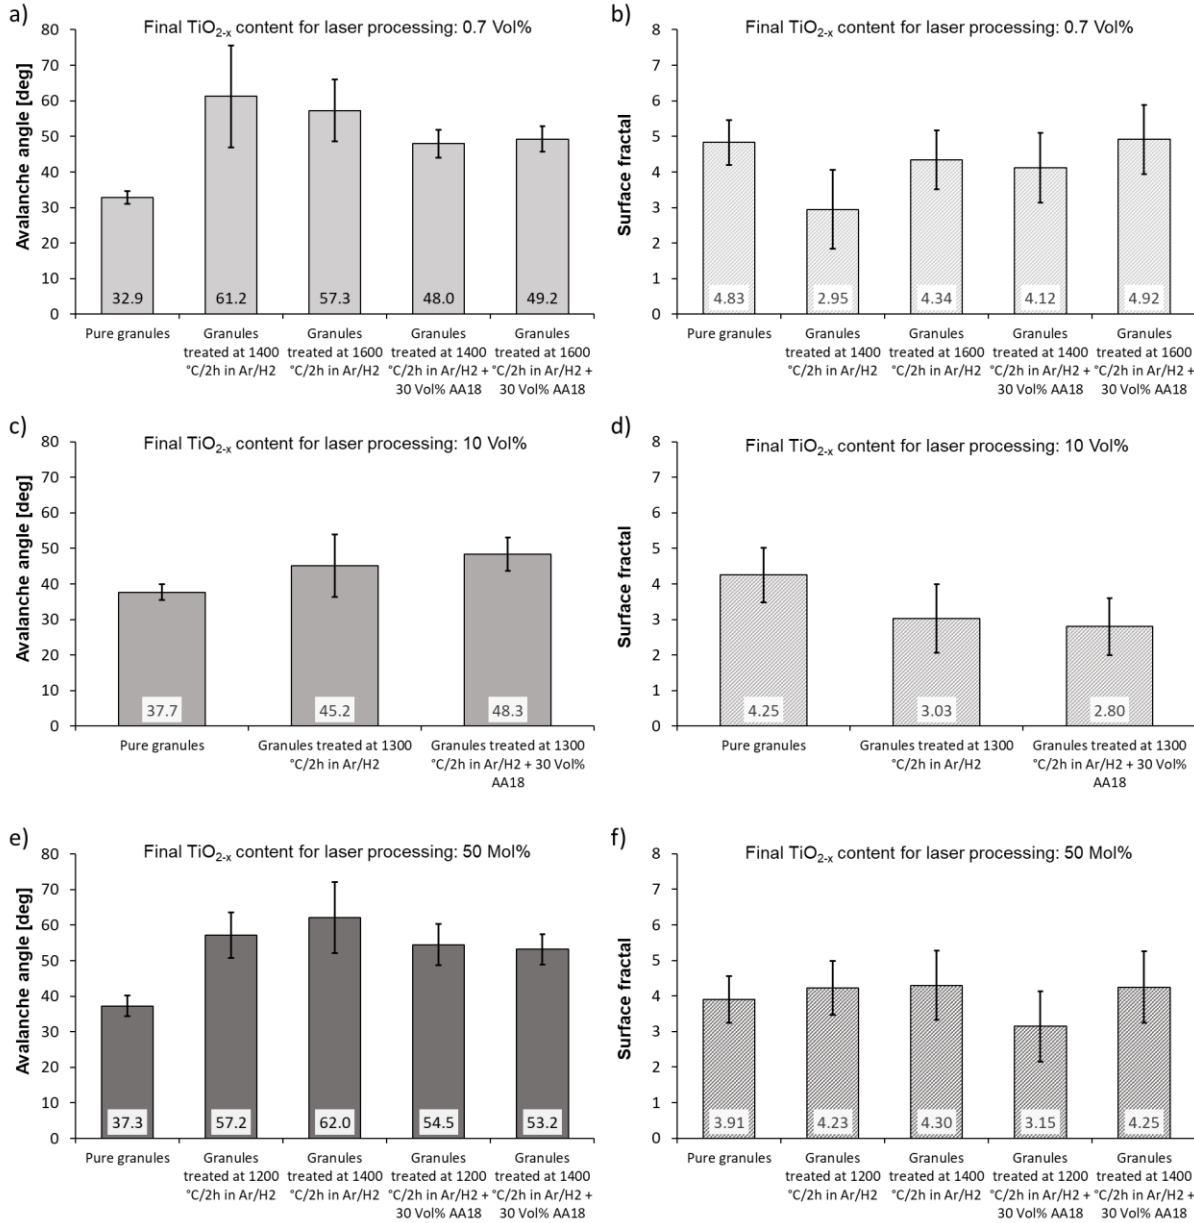 a)
Final TiO2-x content for laser processing: 0.7 Vol%
Avalanche angle [deg]
80
70
60
50
40
30
20
10
0
32.9
61.2
57.3
48.0
49.2
Pure granules
Granules
treated at 1400
°C/2h in Ar/H2
Granules
treated at 1600
°C/2h in Ar/H2
Granules
treated at 1400
°C/2h in Ar/H2 +
30 Vol% AA18
Granules
treated at 1600
°C/2h in Ar/H2 +
30 Vol% AA18
b)
Final TiO2-x content for laser processing: 0.7 Vol%
Surface fractal
8
7
6
5
4
3
2
1
0
4.83
2.95
4.34
4.12
4.92
Pure granules
Granules
treated at 1400
°C/2h in Ar/H2
Granules
treated at 1600
°C/2h in Ar/H2
Granules
treated at 1400
°C/2h in Ar/H2 +
30 Vol% AA18
Granules
treated at 1600
°C/2h in Ar/H2 +
30 Vol% AA18
c)
Final TiO2-x content for laser processing: 10 Vol%
Avalanche angle [deg]
80
70
60
50
40
30
20
10
0
37.7
45.2
48.3
Pure granules
Granules treated at 1300
°C/2h in Ar/H2
Granules treated at 1300
°C/2h in Ar/H2 + 30 Vol%
AA18
d)
Final TiO2-x content for laser processing: 10 Vol%
Surface fractal
8
7
6
5
4
3
2
1
0
4.25
3.03
2.80
Pure granules
Granules treated at 1300
°C/2h in Ar/H2
Granules treated at 1300
°C/2h in Ar/H2 + 30 Vol%
AA18
e)
Final TiO2-x content for laser processing: 50 Mol%
Avalanche angle [deg]
80
70
60
50
40
30
20
10
0
37.3
57.2
62.0
54.5
53.2
Pure granules
Granules
treated at 1200
°C/2h in Ar/H2
Granules
treated at 1400
°C/2h in Ar/H2
Granules
treated at 1200
°C/2h in Ar/H2 +
30 Vol% AA18
Granules
treated at 1400
°C/2h in Ar/H2 +
30 Vol% AA18
f)
Final TiO2-x content for laser processing: 50 Mol%
Surface fractal
8
7
6
5
4
3
2
1
0
3.91
4.23
4.30
3.15
4.25
Pure granules
Granules
treated at 1200
°C/2h in Ar/H2
Granules
treated at 1400
°C/2h in Ar/H2
Granules
treated at 1200
°C/2h in Ar/H2 +
30 Vol% AA18
Granules
treated at 1400
°C/2h in Ar/H2 +
30 Vol% AA18